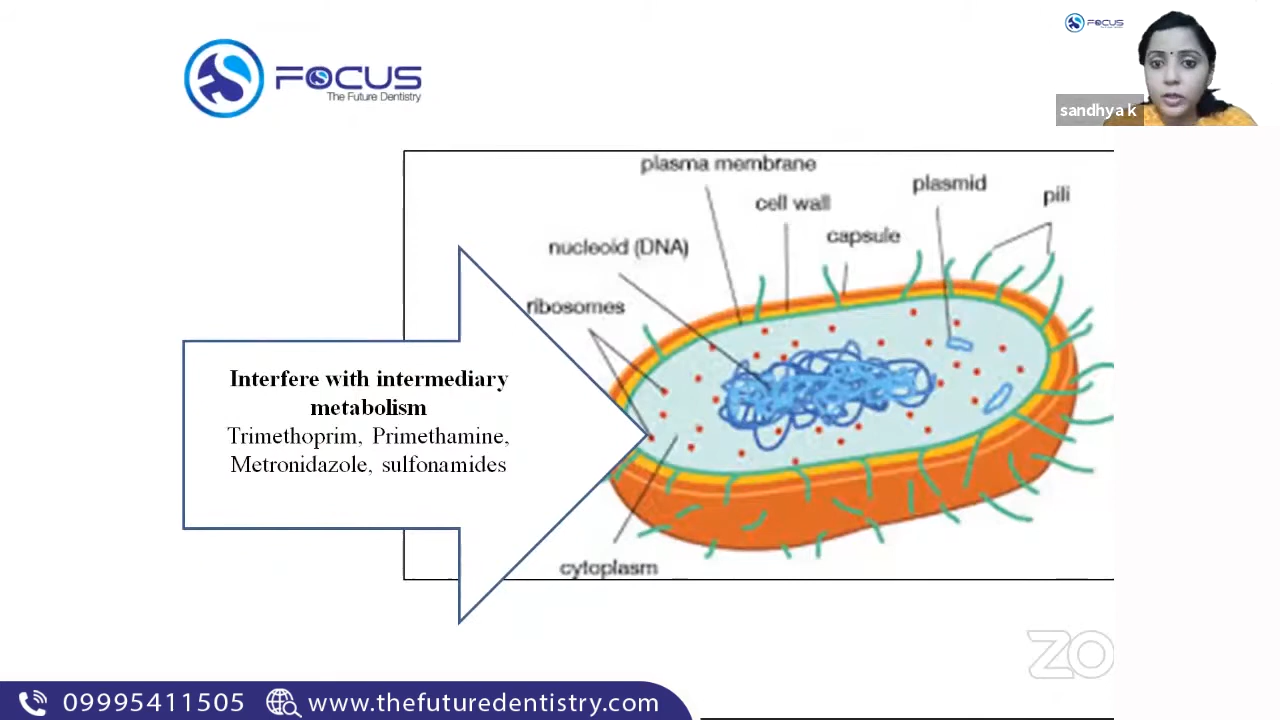 FOCUS
The Future Dentistry
FOCUS
sandhya k
plasma membrane
cell wall
plasmid
pili
capsule
nucleoid (DNA)
ribosomes
Interfere with intermediary
metabolism
Trimethoprim, Primethamine,
Metronidazole, sulfonamides
cytoplasm
ZO
09995411505
www.thefuturedentistry.com